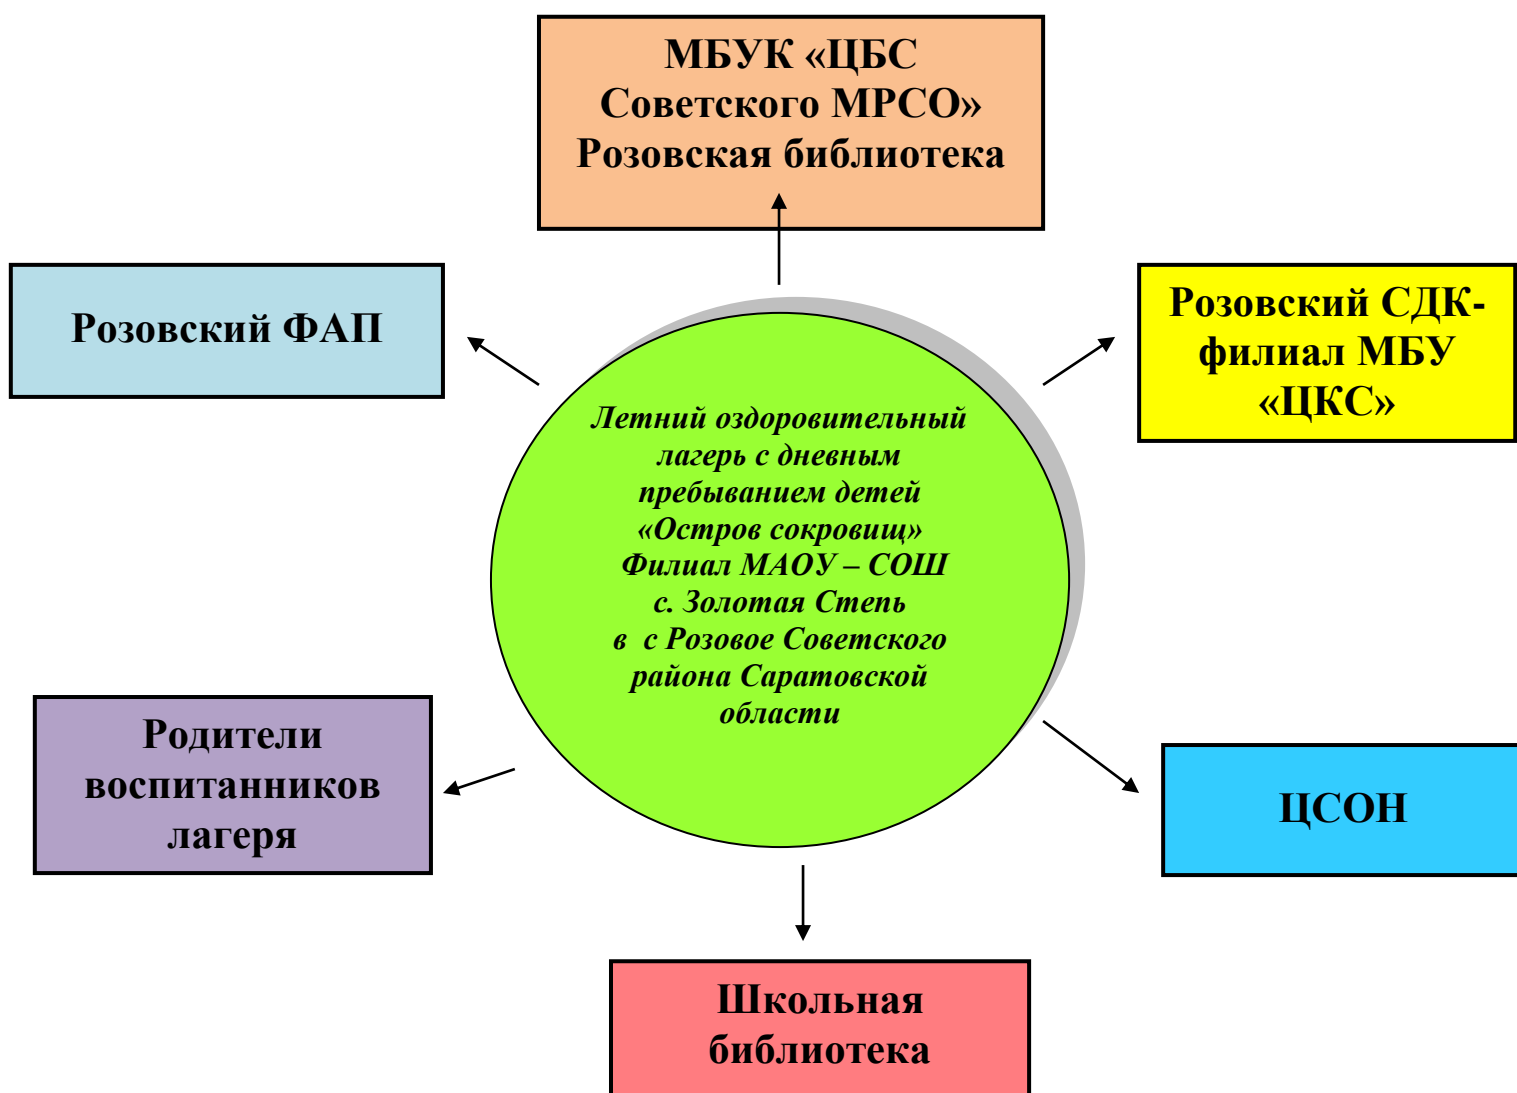 МБУК «ЦБС
Советского МРСО»
Розовская библиотека
Розовский ФАП
Розовский СДК-
филиал МБУ
«ЦКС»
Летний оздоровительный
лагерь с дневным
пребыванием детей
«Остров сокровищ»
Филиал МАОУ – СОШ
с. Золотая Степь
в  с Розовое Советского
района Саратовской
области
Родители
воспитанников
лагеря
ЦСОН
Школьная
библиотека